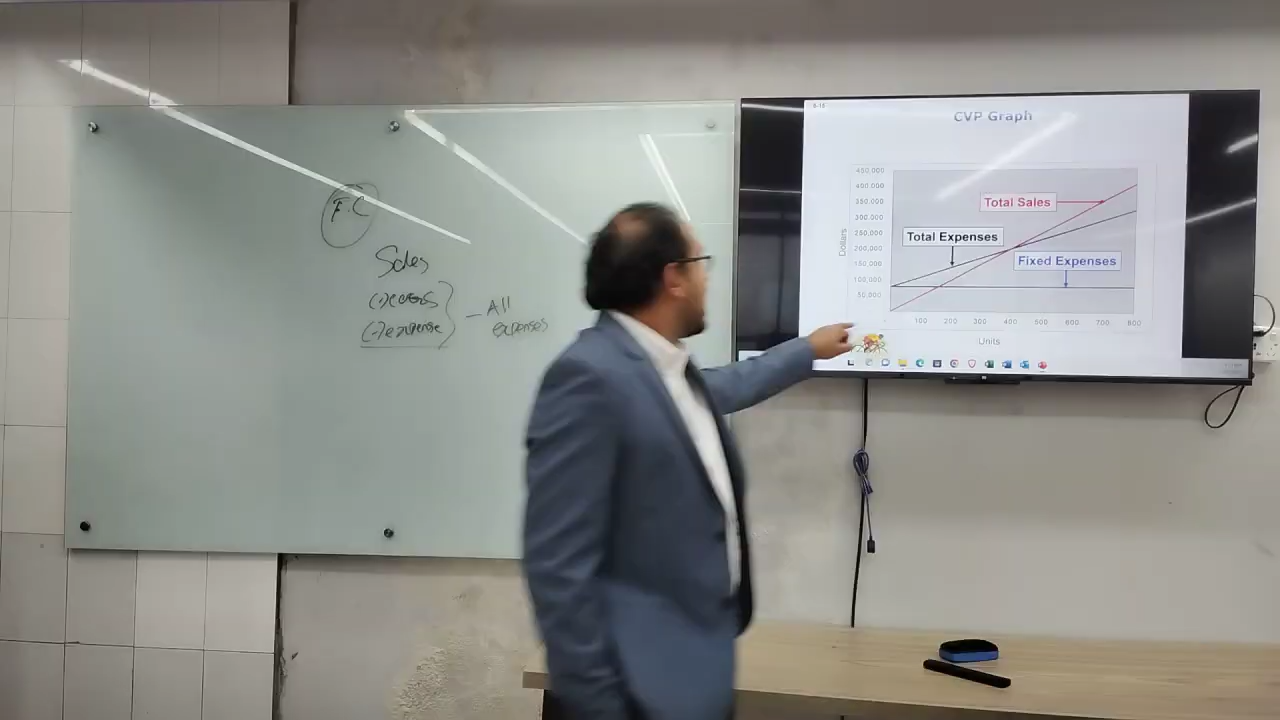 F.C
Sales
(-)
(-) expense
- All
expenses
8-15
CVP Graph
450,000
400,000
350,000
300,000
250,000
200,000
150,000
100,000
50,000
-
Dollars
Total Sales
Total Expenses
Fixed Expenses
100 200 300 400 500 600 700 800
Units